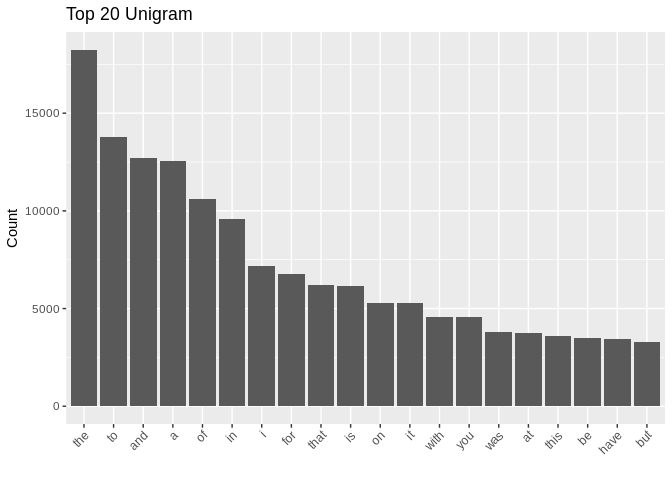 Top 20 Unigram
Count
15000
10000
5000
0
the
to
and
a
of
in
i
for
that
is
on
it
with
you
was
at
this
be
have
but